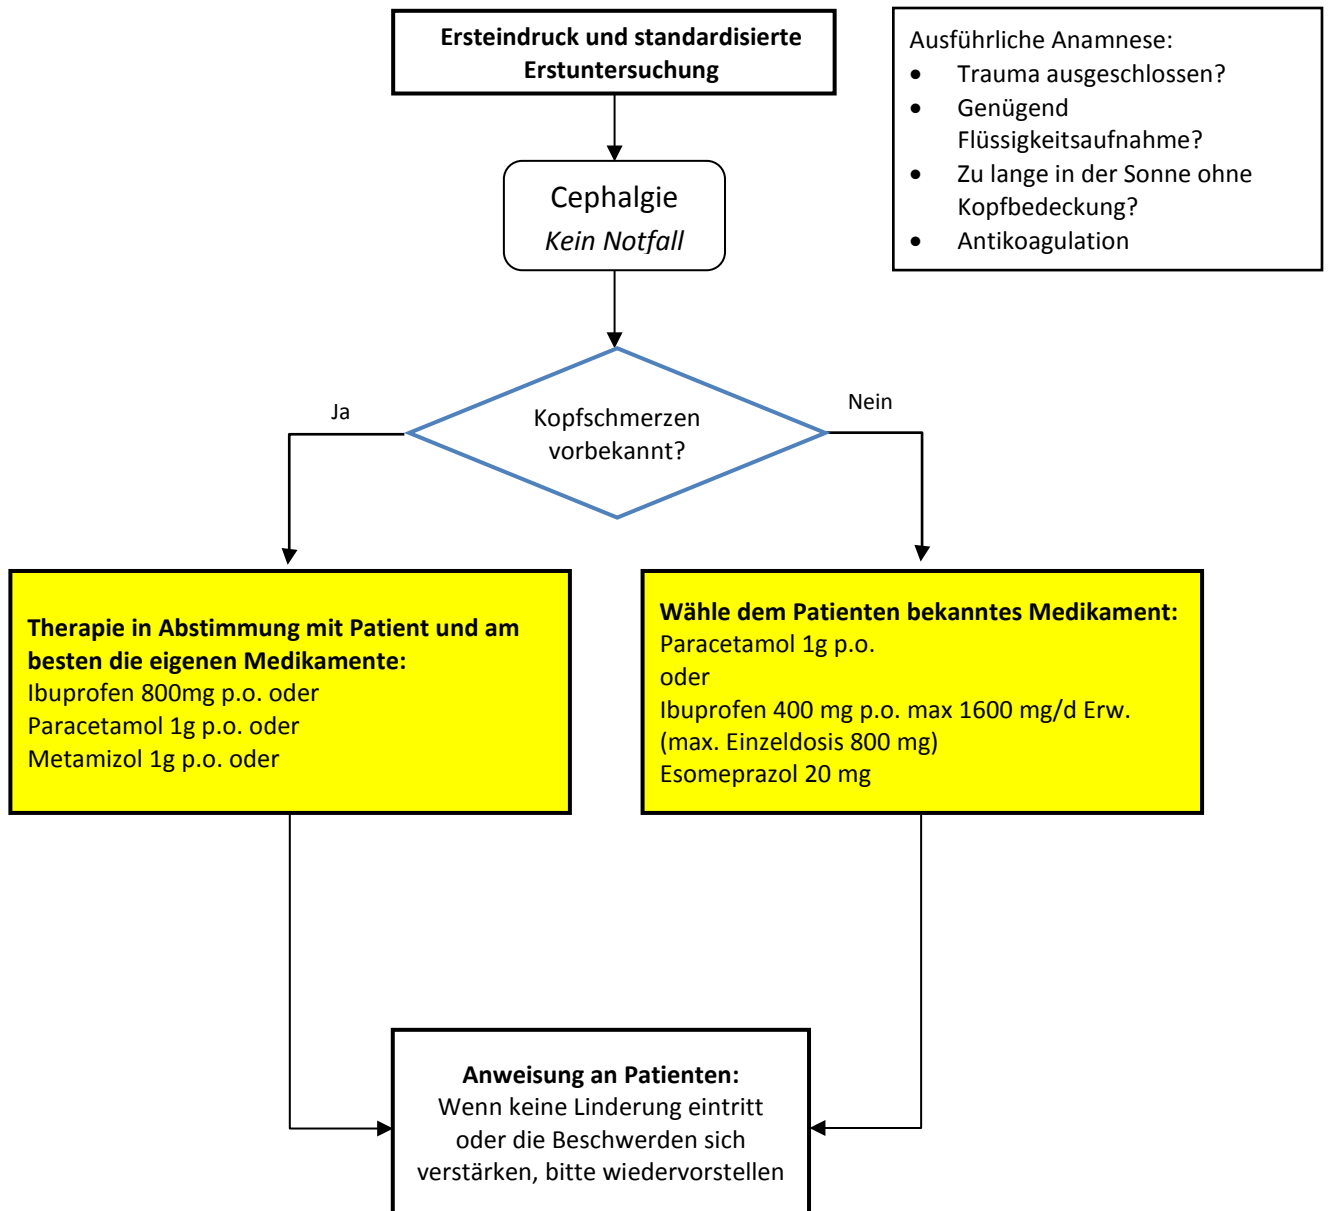 Ersteindruck und standardisierte
Erstuntersuchung
Ausführliche Anamnese:
• Trauma ausgeschlossen?
• Genügend
Flüssigkeitsaufnahme?
• Zu lange in der Sonne ohne
Kopfbedeckung?
• Antikoagulation
Cephalgie
Kein Notfall
Kopfschmerzen
vorbekannt?
Ja
Nein
Therapie in Abstimmung mit Patient und am
besten die eigenen Medikamente:
Ibuprofen 800mg p.o. oder
Paracetamol 1g p.o. oder
Metamizol 1g p.o. oder
Wähle dem Patienten bekanntes Medikament:
Paracetamol 1g p.o.
oder
Ibuprofen 400 mg p.o. max 1600 mg/d Erw.
(max. Einzeldosis 800 mg)
Esomeprazol 20 mg
Anweisung an Patienten:
Wenn keine Linderung eintritt
oder die Beschwerden sich
verstärken, bitte wiedervorstellen